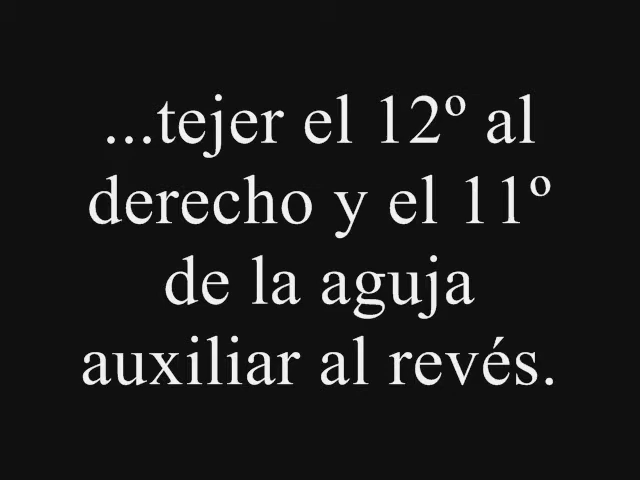 ...tejer el 12º al
derecho y el 11º
de la aguja
auxiliar al revés.